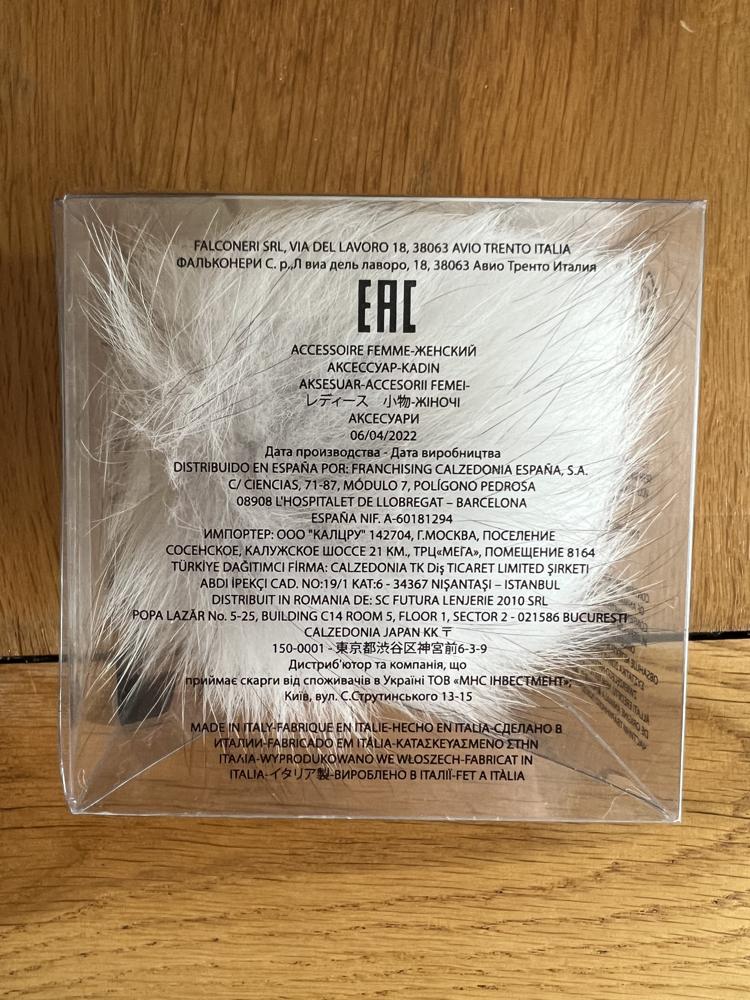 FALCONERI SRL, VIA DEL LAVORO 18, 38063 AVIO TRENTO ITALIA
ФАЛЬКОНЕРИ С. р.,Л виа дель лаворо, 18, 38063 Авио Тренто Италия
EAC
ACCESSOIRE FEMME-ЖЕНСКИЙ
АКСЕССУАР-KADIN
AKSESUAR-ACCESORII FEMEI-
レディース 小物-ЖІНОЧІ
АКСЕСУАРИ
06/04/2022
Дата производства - Дата виробництва
DISTRIBUIDO EN ESPAÑA POR: FRANCHISING CALZEDONIA ESPAÑA, S.A.
C/ CIENCIAS, 71-87, MÓDULO 7, POLÍGONO PEDROSA
08908 L'HOSPITALET DE LLOBREGAT – BARCELONA
ESPAÑA NIF. A-60181294
ИМПОРТЕР: ООО "КАЛЦРУ" 142704, Г.МОСКВА, ПОСЕЛЕНИЕ
СОСЕНСКОЕ, КАЛУЖСКОЕ ШОССЕ 21 КМ., ТРЦ«МЕГА», ПОМЕЩЕНИЕ 8164
TÜRKİYE DAĞITIMCI FİRMA: CALZEDONIA TK Diş TICARET LIMITED ŞIRKETI
ABDI İPEKÇI CAD. NO:19/1 KAT:6 - 34367 NIŞANTAŞI – ISTANBUL
DISTRIBUIT IN ROMANIA DE: SC FUTURA LENJERIE 2010 SRL
POPA LAZĂR No. 5-25, BUILDING C14 ROOM 5, FLOOR 1, SECTOR 2 - 021586 BUCURESTI
CALZEDONIA JAPAN KK 〒
150-0001 - 東京都渋谷区神宮前6-3-9
Дистриб'ютор та компанія, що
приймає скарги від споживачів в Україні ТОВ «МНС ІНВЕСТМЕНТ»;
Київ, вул. С.Струтинського 13-15
MADE IN ITALY-FABRIQUE EN ITALIE-HECHO EN ITALIA-СДЕЛАНО В
ИТАЛИИ-FABRICADO EM ITÀLIA-ΚΑΤΑΣΚΕΥΑΣΜΕΝΟ ΣΤΗΝ
ΙΤΑΛΙΑ-WYPRODUKOWANO WE WŁOSZECH-FABRICAT IN
ITALIA-イタリア製-ВИРОБЛЕНО В ІТАЛІЇ-FET A ITÀLIA